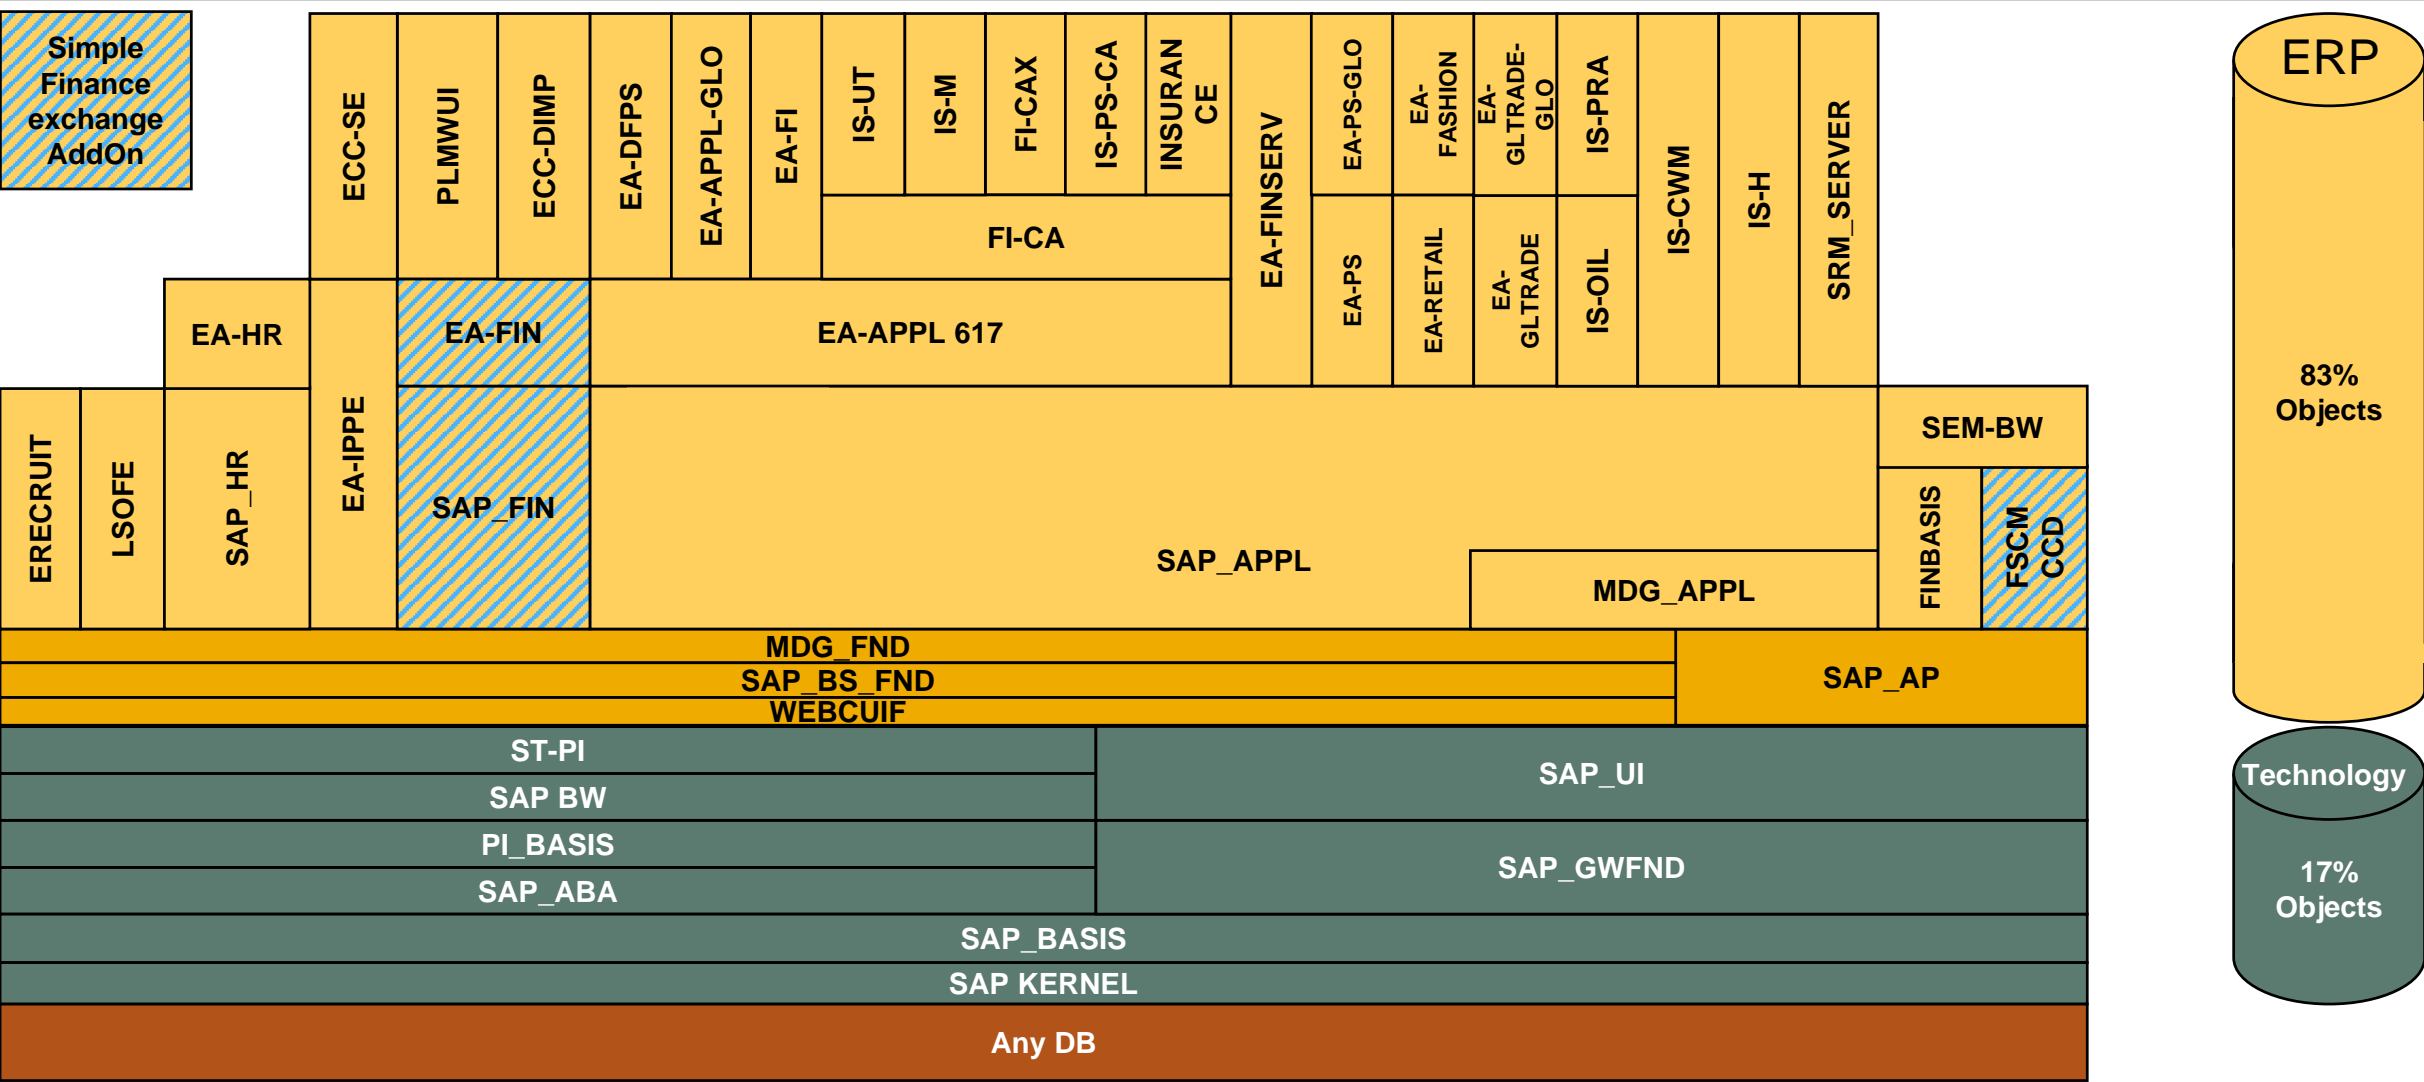 Simple
Finance
exchange
AddOn
ECC-SE
PLMWUI
ECC-DIMP
EA-DFPS
EA-APPL-GLO
EA-FI
IS-UT
IS-M
FI-CAX
IS-PS-CA
INSURAN
CE
EA-FINSERV
EA-PS-GLO
EA-
FASHION
EA-
GLTRADE-
GLO
IS-PRA
IS-CWM
IS-H
SRM_SERVER
FI-CA
EA-PS
EA-RETAIL
EA-
GLTRADE
IS-OIL
EA-HR
EA-IPPE
EA-FIN
EA-APPL 617
ERECRUIT
LSOFE
SAP_HR
SAP_FIN
SAP_APPL
MDG_APPL
SEM-BW
FINBASIS
FSCM
CCD
MDG_FND
SAP_BS_FND
WEBCUIF
SAP_AP
ST-PI
SAP BW
SAP_UI
PI_BASIS
SAP_ABA
SAP_GWFND
SAP_BASIS
SAP KERNEL
Any DB
ERP
83%
Objects
Technology
17%
Objects